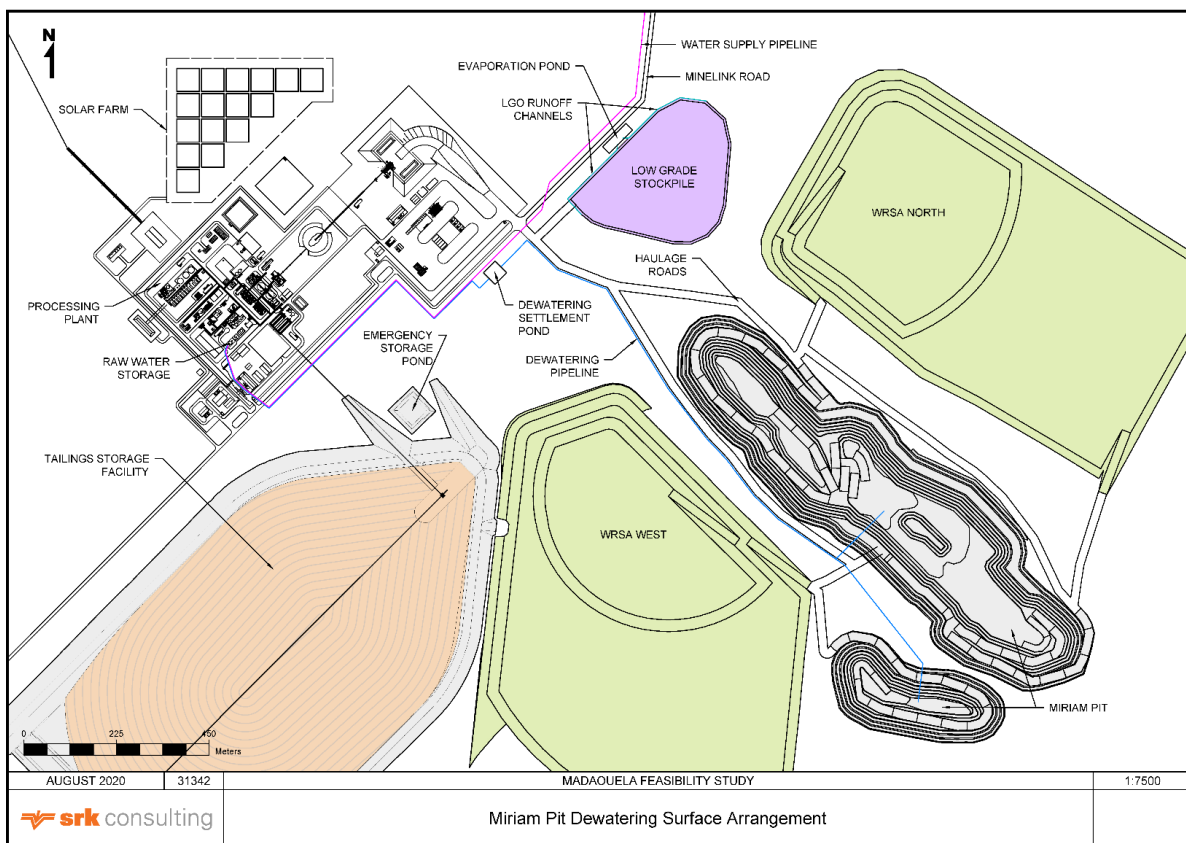 N
WATER SUPPLY PIPELINE
EVAPORATION POND
MINELINK ROAD
SOLAR FARM
LGO RUNOFF
CHANNELS
LOW GRADE
STOCKPILE
WRSA NORTH
HAULAGE
ROADS
PROCESSING
PLANT
DEWATERING
SETTLEMENT
POND
EMERGENCY
STORAGE
POND
RAW WATER
STORAGE
DEWATERING
PIPELINE
TAILINGS STORAGE
FACILITY
WRSA WEST
MIRIAM PIT
0 225 450
Meters
AUGUST 2020 31342 MADAOUELA FEASIBILITY STUDY 1:7500
srk consulting
Miriam Pit Dewatering Surface Arrangement